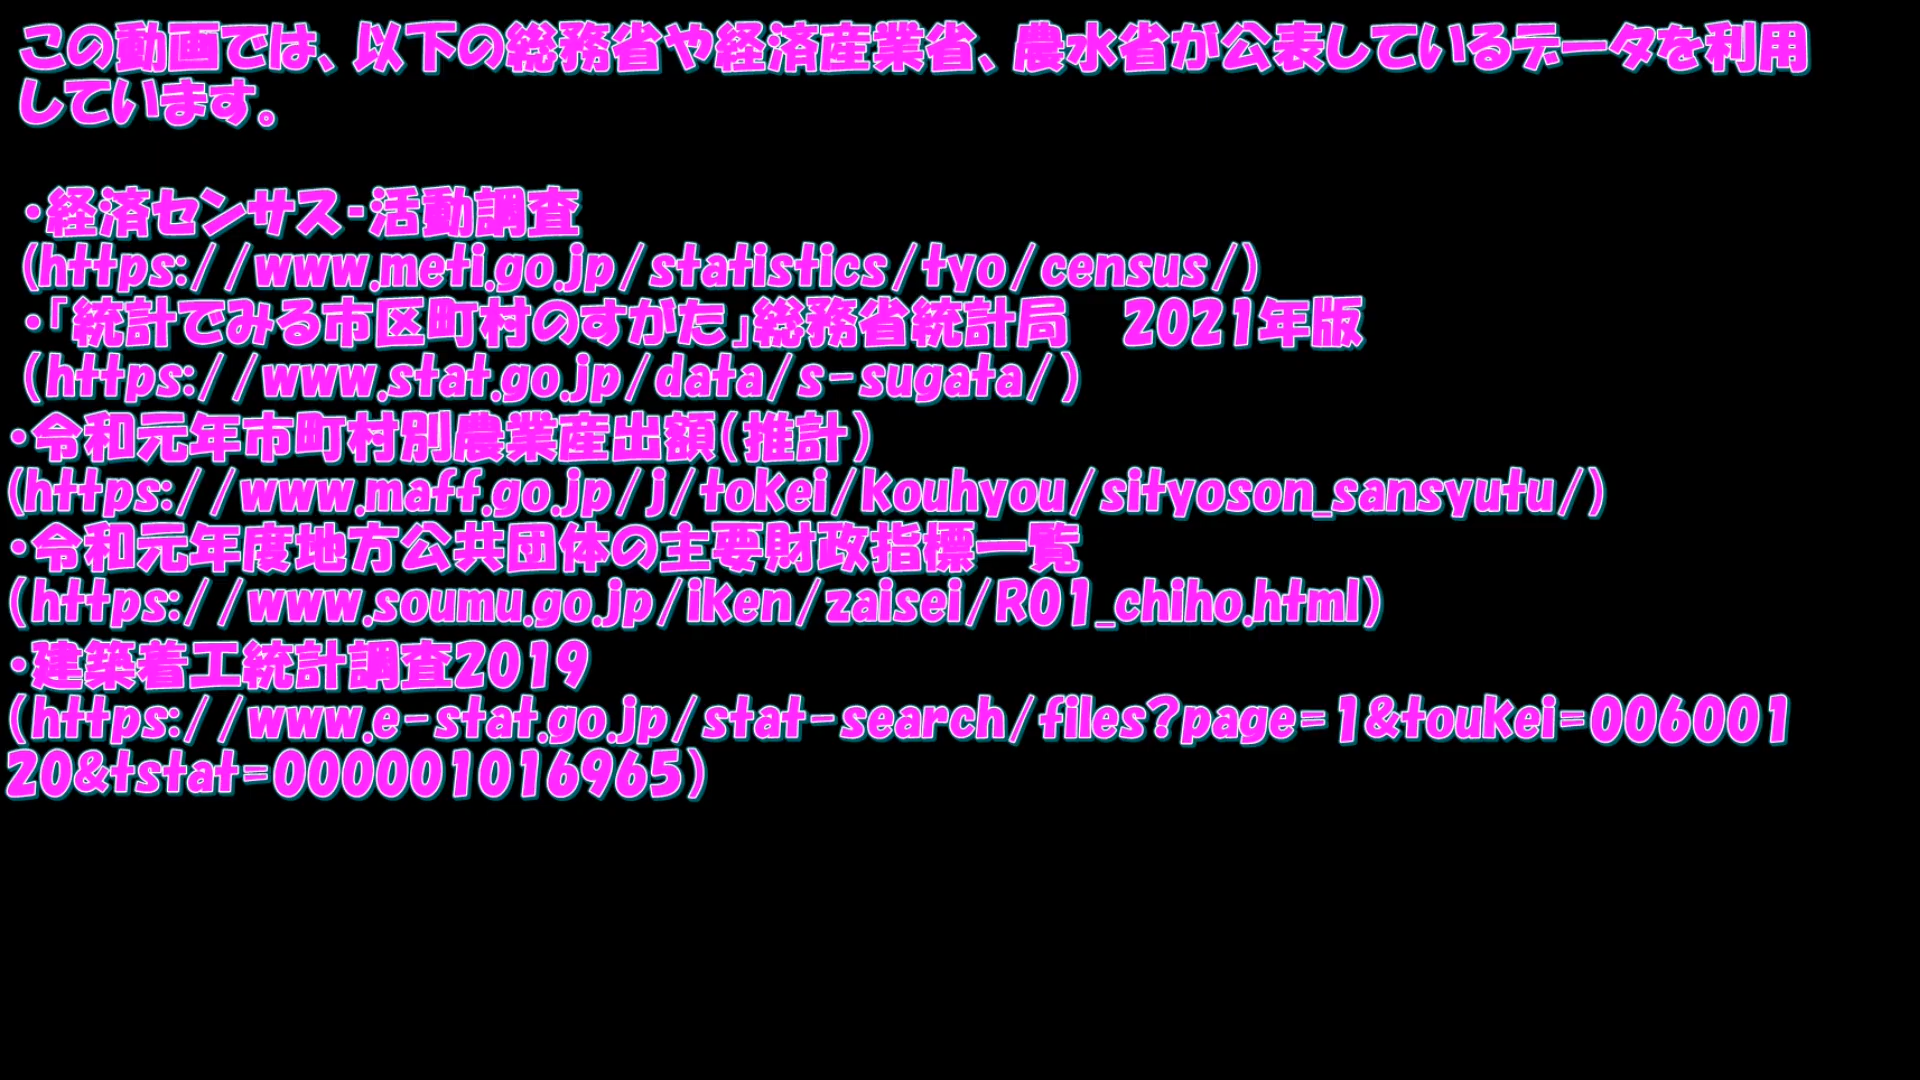 この動画では、以下の総務省や経済産業省、農水省が公表しているデータを利用
しています。
・経済センサス-活動調査
(https://www.meti.go.jp/statistics/tyo/census/)
・「統計でみる市区町村のすがた」総務省統計局　2021年版
(https://www.stat.go.jp/data/s-sugata/)
・令和元年市町村別農業産出額(推計)
(https://www.maff.go.jp/j/tokei/kouhyou/sityoson_sansyutu/)
・令和元年度地方公共団体の主要財政指標一覧
(https://www.soumu.go.jp/iken/zaisei/R01_chiho.html)
・建築着工統計調査2019
(https://www.e-stat.go.jp/stat-search/files?page=1&toukei=006001
20&tstat=000001016965)